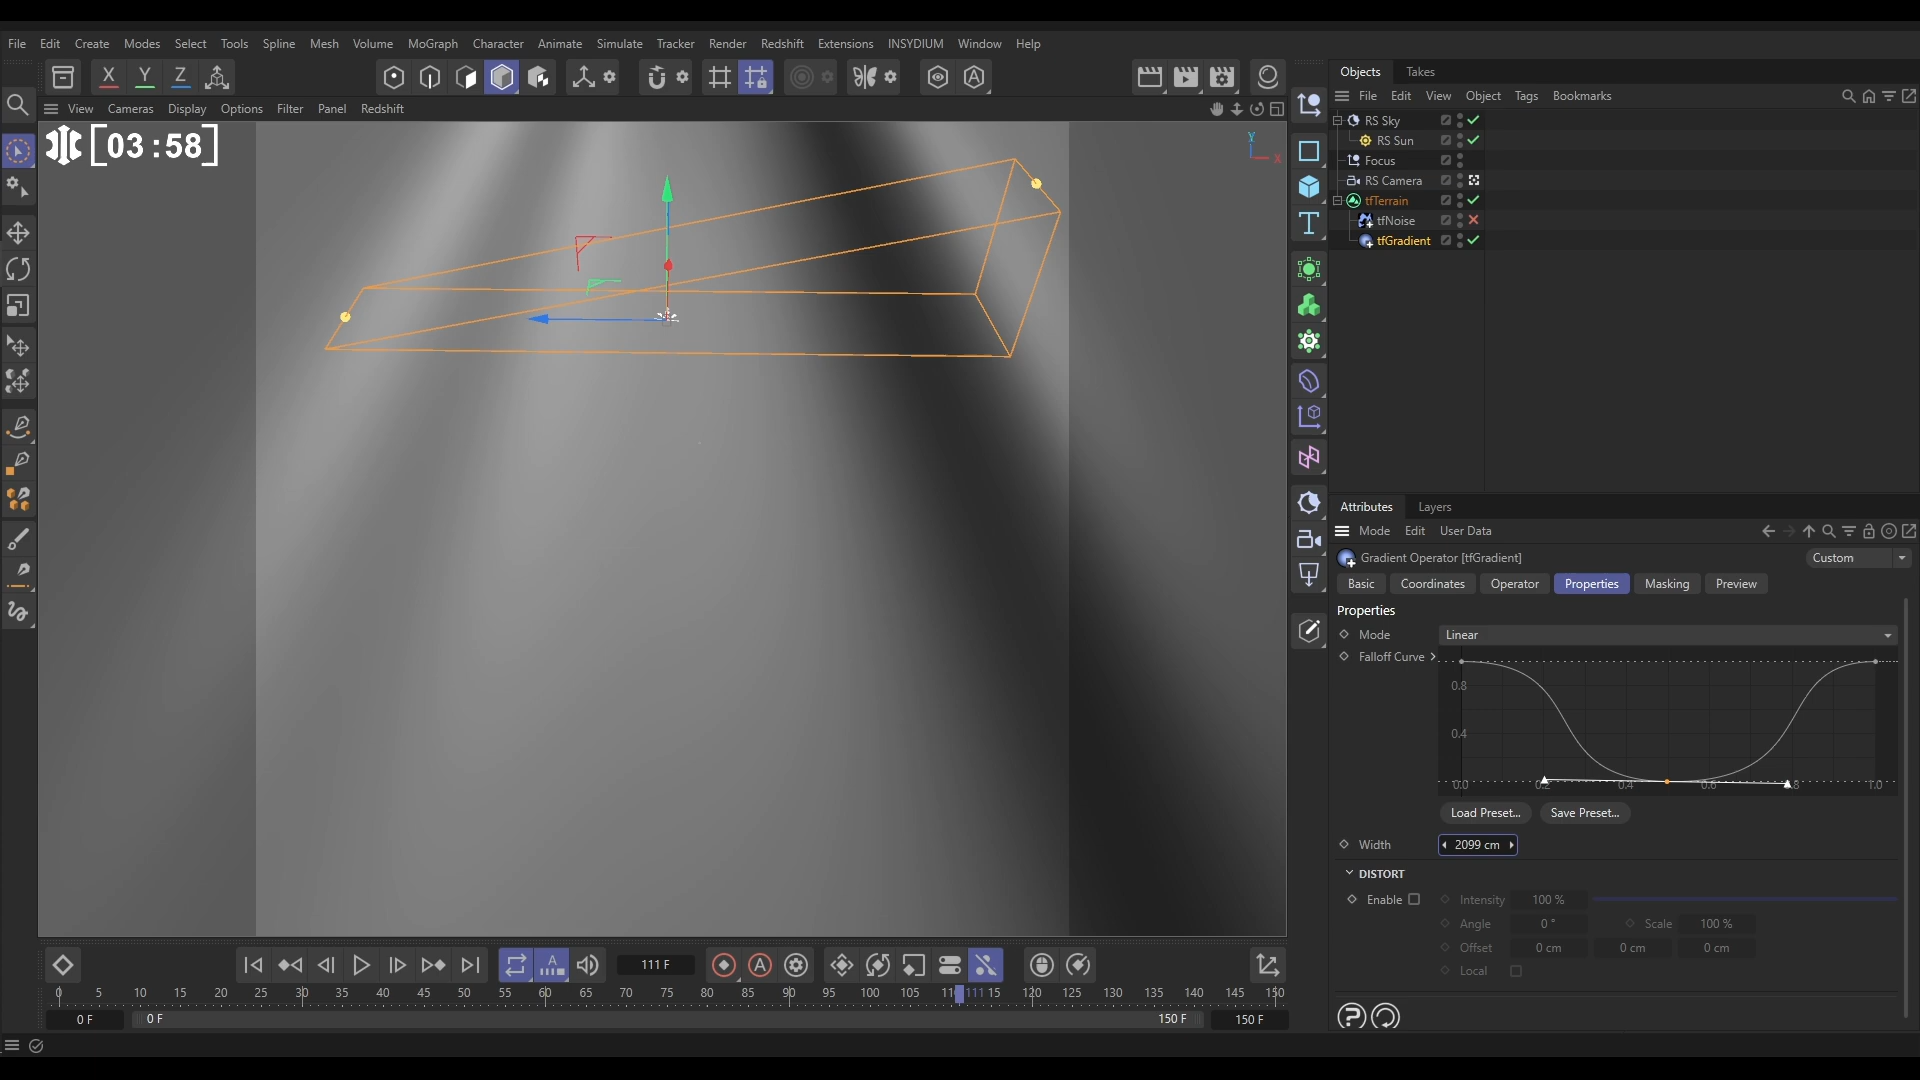 File Edit Create Modes Select Tools Spline Mesh Volume MoGraph Character Animate Simulate Tracker Render Redshift Extensions INSYDIUM Window Help
X Y Z
View Cameras Display Options Filter Panel Redshift
[03:58]
Y
X
Objects Takes
File Edit View Object Tags Bookmarks
RS Sky
RS Sun
Focus
RS Camera
tfTerrain
tfNoise
tfGradient
Attributes Layers
Mode Edit User Data
Gradient Operator [tfGradient] Custom
Basic Coordinates Operator Properties Masking Preview
Properties
Mode Linear
Falloff Curve
0.8
0.4
0.0 0.2 0.4 0.6 0.8 1.0
Load Preset... Save Preset...
Width 2099 cm
DISTORT
Enable Intensity 100 %
Angle 0 ° Scale 100 %
Offset 0 cm 0 cm 0 cm
Local
111 F
0 5 10 15 20 25 30 35 40 45 50 55 60 65 70 75 80 85 90 95 100 105 11 111 15 120 125 130 135 140 145 150
0 F 0 F 150 F 150 F